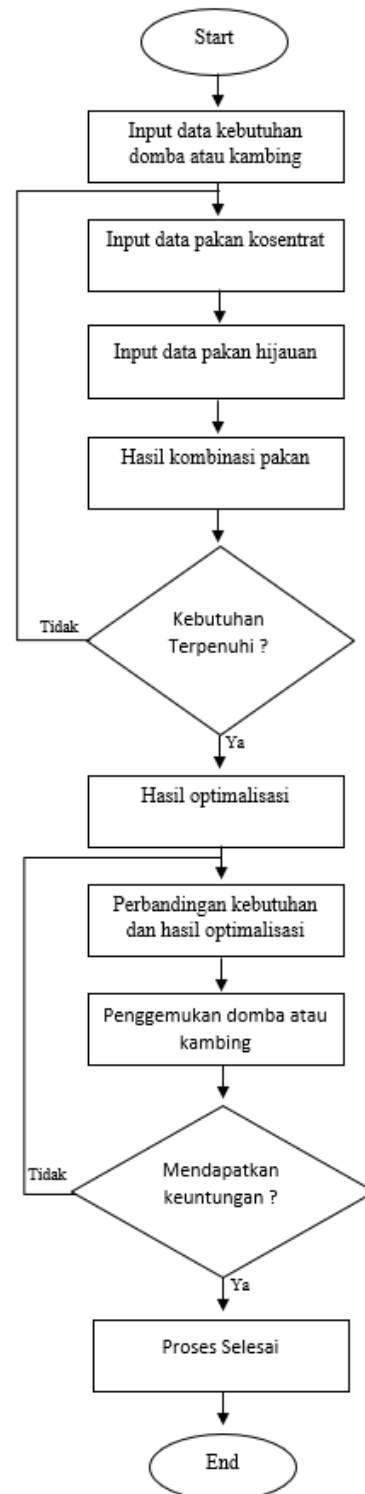 Start
Input data kebutuhan
domba atau kambing
Input data pakan kosentrat
Input data pakan hijauan
Hasil kombinasi pakan
Kebutuhan
Terpenuhi ?
Tidak
Ya
Hasil optimalisasi
Perbandingan kebutuhan
dan hasil optimalisasi
Penggemukan domba atau
kambing
Mendapatkan
keuntungan ?
Tidak
Ya
Proses Selesai
End